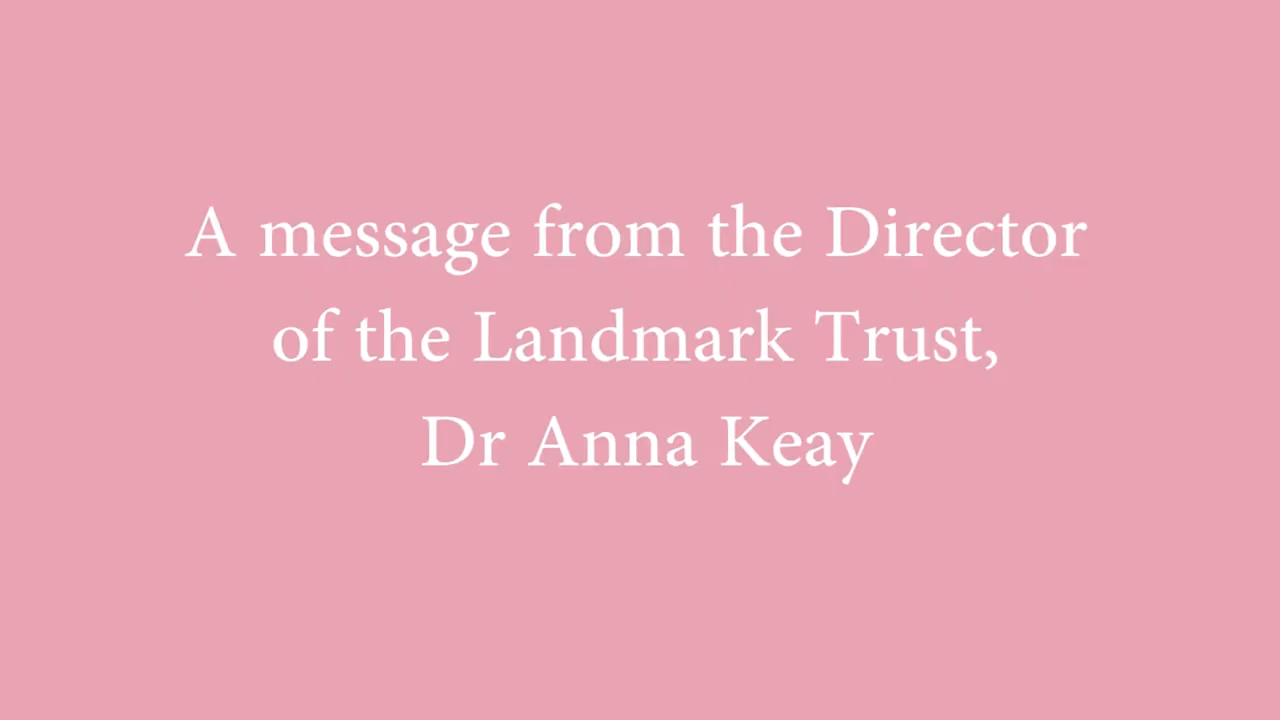 A message from the Director
of the Landmark Trust,
Dr Anna Keay